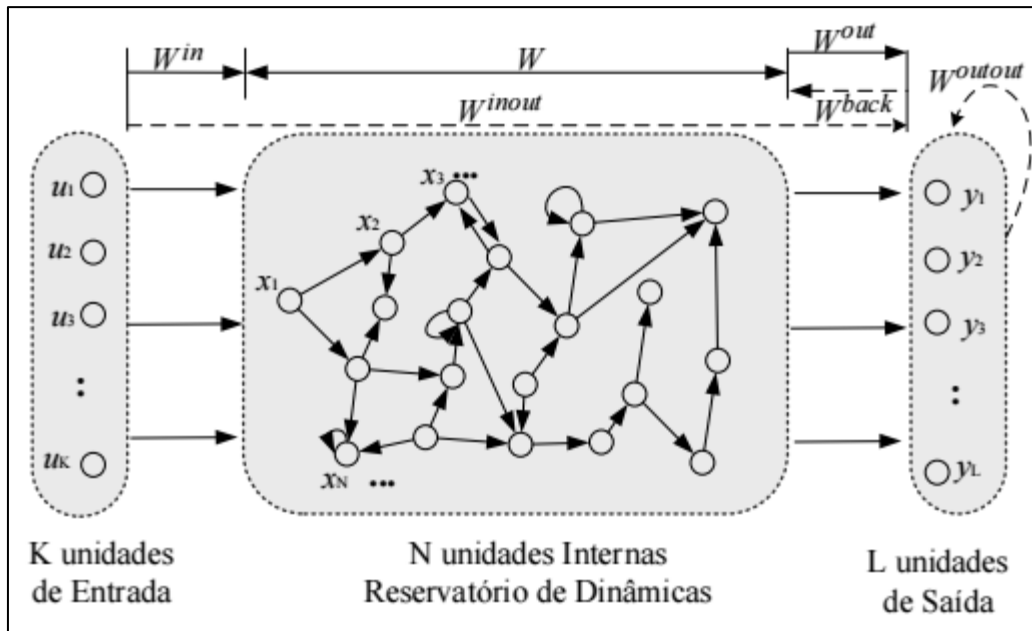 W^in
W
W^out
W^inout
W^back
W^outout
u1
u2
u3
:
uK
x1
x2
x3 •••
xN •••
y1
y2
y3
:
yL
K unidades
de Entrada
N unidades Internas
Reservatório de Dinâmicas
L unidades
de Saída